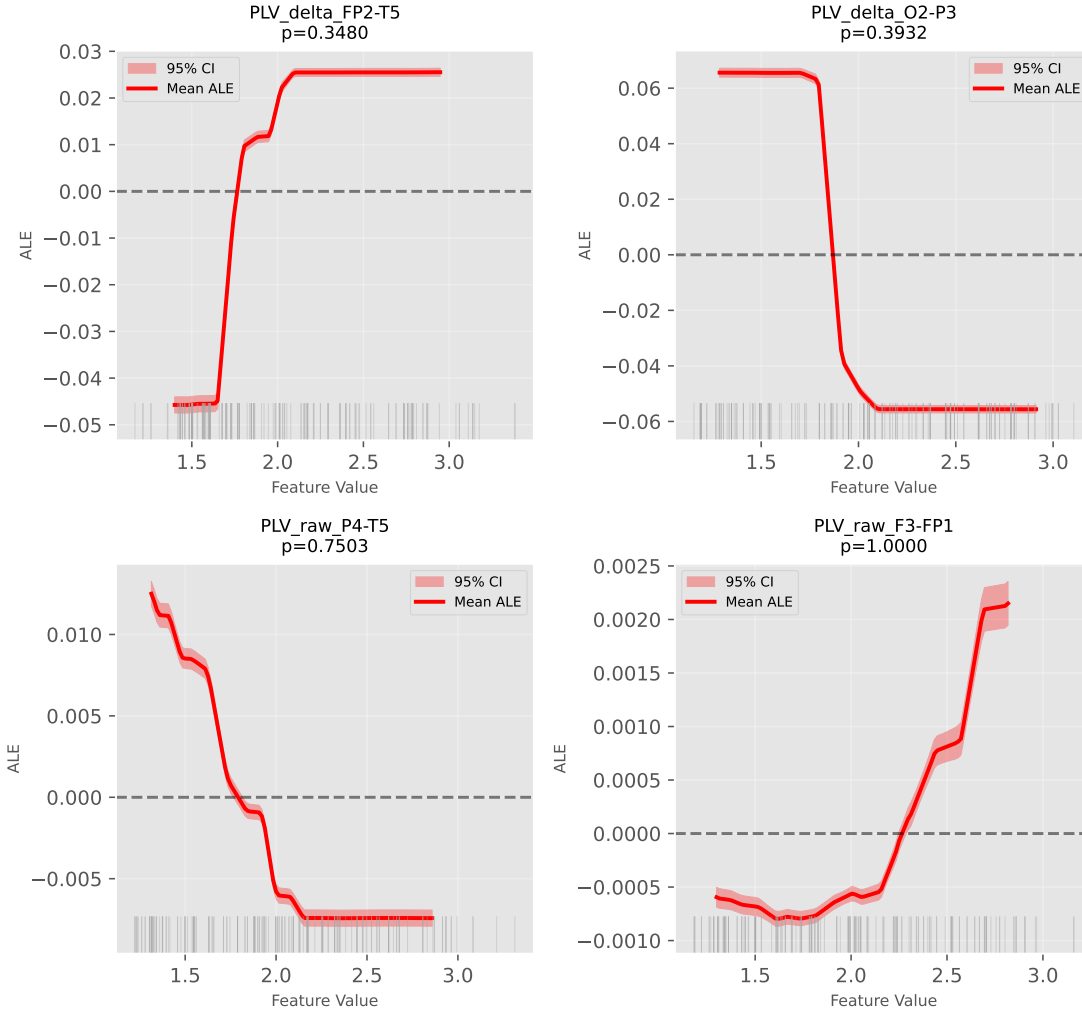 PLV_delta_FP2-T5
p=0.3480
0.03
0.02
0.01
0.00
−0.01
−0.02
−0.03
−0.04
−0.05
ALE
95% CI
Mean ALE
1.5 2.0 2.5 3.0
Feature Value
PLV_delta_O2-P3
p=0.3932
0.06
0.04
0.02
0.00
−0.02
−0.04
−0.06
ALE
95% CI
Mean ALE
1.5 2.0 2.5 3.0
Feature Value
PLV_raw_P4-T5
p=0.7503
0.010
0.005
0.000
−0.005
ALE
95% CI
Mean ALE
1.5 2.0 2.5 3.0
Feature Value
PLV_raw_F3-FP1
p=1.0000
0.0025
0.0020
0.0015
0.0010
0.0005
0.0000
−0.0005
−0.0010
ALE
95% CI
Mean ALE
1.5 2.0 2.5 3.0
Feature Value